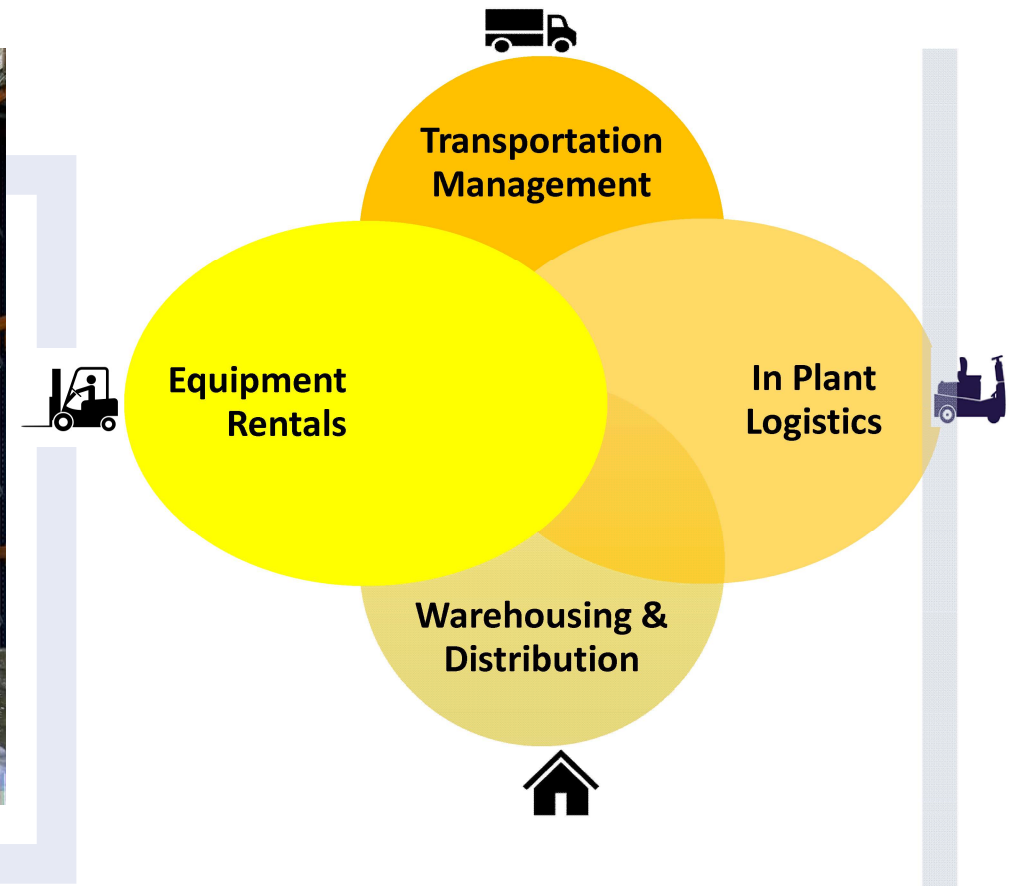 Transportation
Management
Equipment
Rentals
In Plant
Logistics
Warehousing &
Distribution